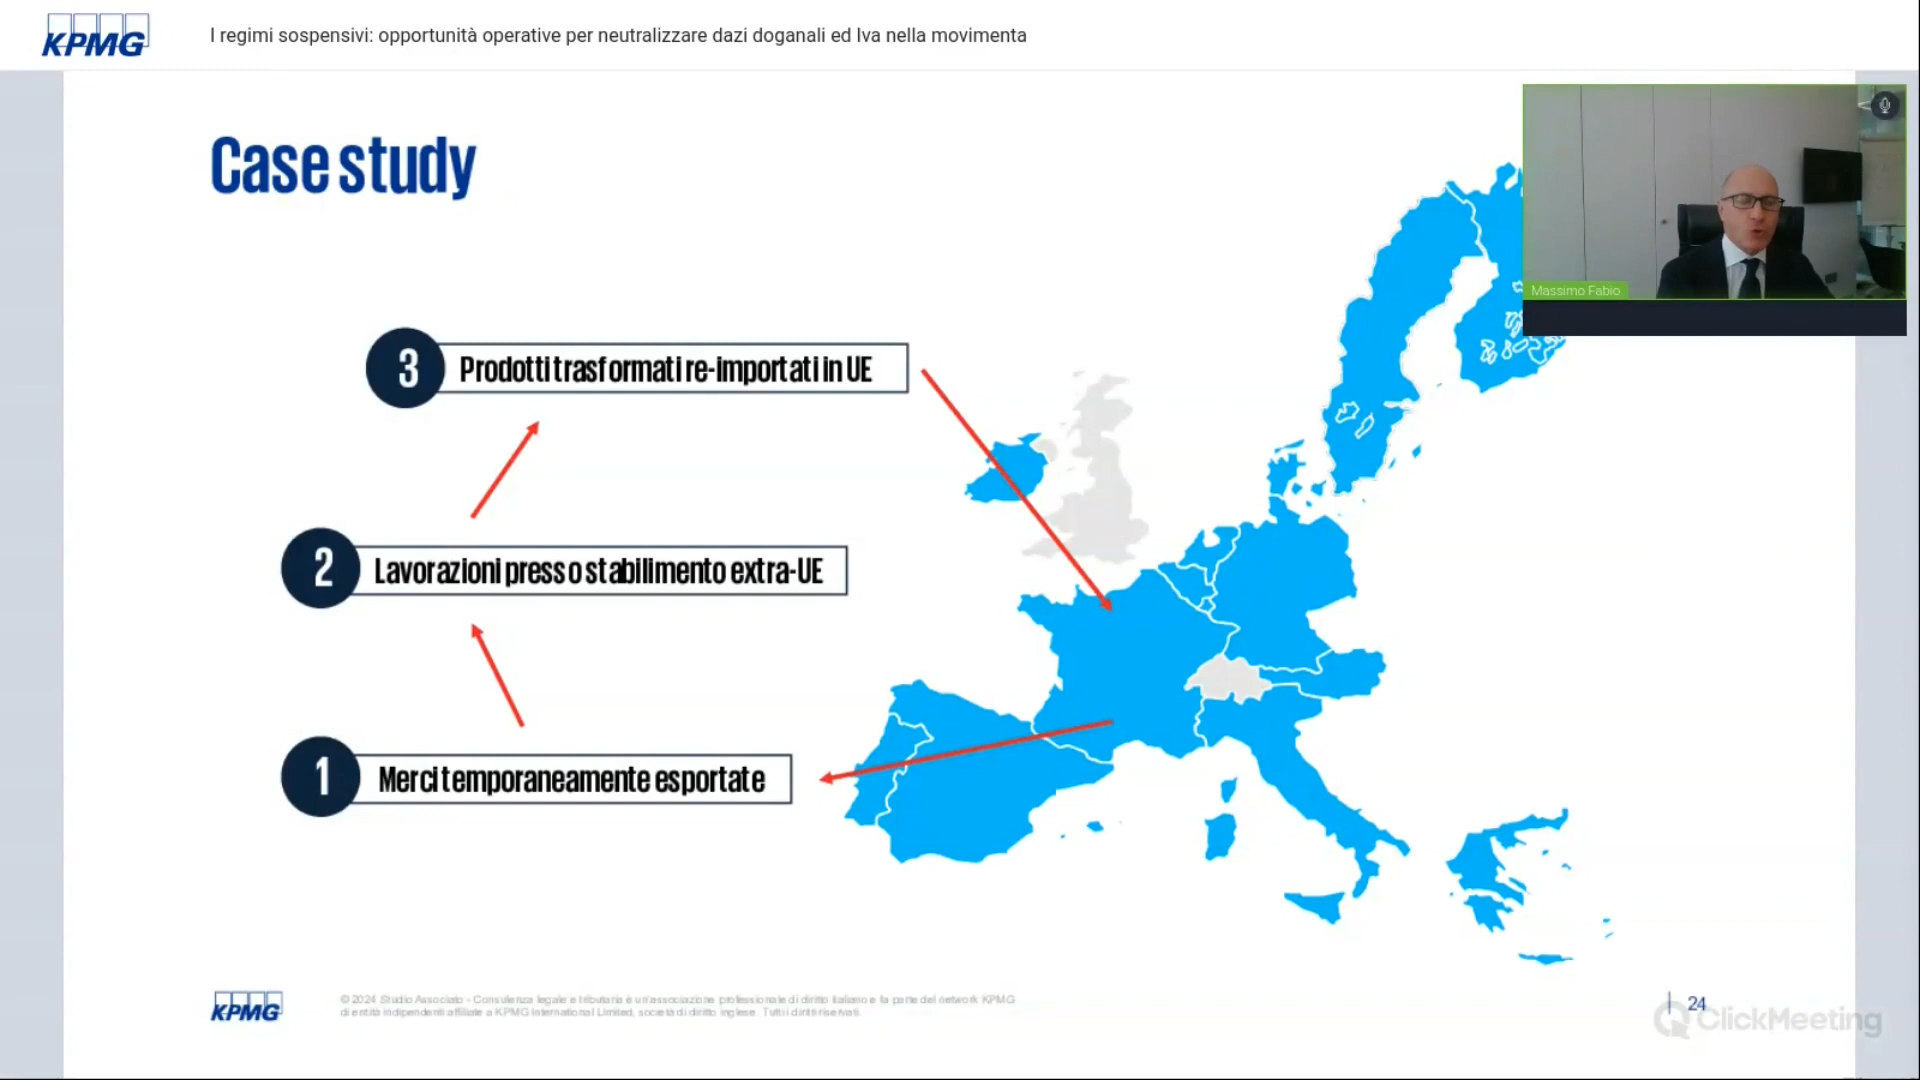 KPMG
I regimi sospensivi: opportunità operative per neutralizzare dazi doganali ed Iva nella movimenta
Case study
Massimo Fabio
3 Prodotti trasformati re-importati in UE
2 Lavorazioni presso stabilimento extra-UE
1 Merci temporaneamente esportate
KPMG
© 2024 Studio Associato - Consulenza legale e tributaria è un'associazione professionale di diritto italiano e fa parte del network KPMG
di entità indipendenti affiliate a KPMG International Limited, società di diritto inglese. Tutti i diritti riservati.
24
ClickMeeting